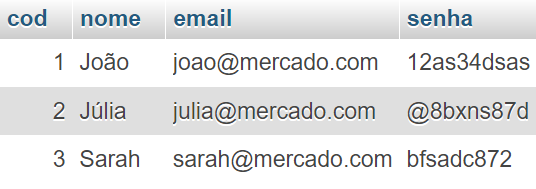 cod nome email senha
1 João joao@mercado.com 12as34dsas
2 Júlia julia@mercado.com @8bxns87d
3 Sarah sarah@mercado.com bfsadc872